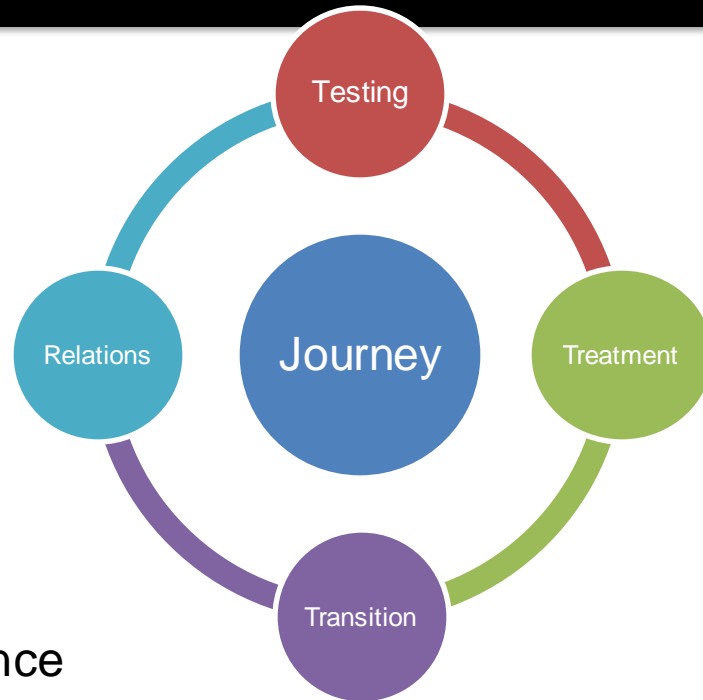 Testing
Relations
Journey
Treatment
Transition
nce